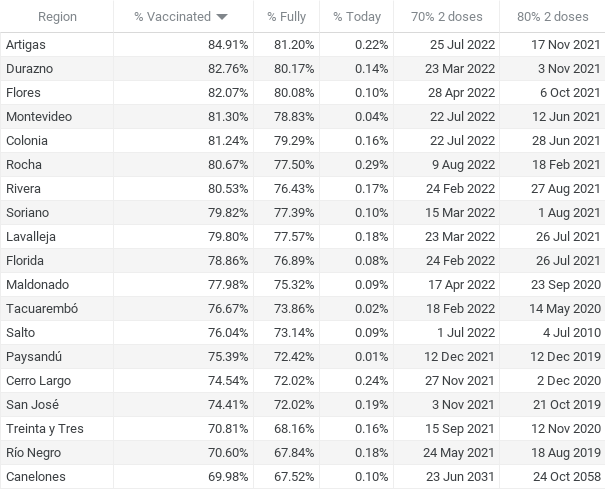 Region % Vaccinated % Fully % Today 70% 2 doses 80% 2 doses
Artigas 84.91% 81.20% 0.22% 25 Jul 2022 17 Nov 2021
Durazno 82.76% 80.17% 0.14% 23 Mar 2022 3 Nov 2021
Flores 82.07% 80.08% 0.10% 28 Apr 2022 6 Oct 2021
Montevideo 81.30% 78.83% 0.04% 22 Jul 2022 12 Jun 2021
Colonia 81.24% 79.29% 0.16% 22 Jul 2022 28 Jun 2021
Rocha 80.67% 77.50% 0.29% 9 Aug 2022 18 Feb 2021
Rivera 80.53% 76.43% 0.17% 24 Feb 2022 27 Aug 2021
Soriano 79.82% 77.39% 0.10% 15 Mar 2022 1 Aug 2021
Lavalleja 79.80% 77.57% 0.18% 23 Mar 2022 26 Jul 2021
Florida 78.86% 76.89% 0.08% 24 Feb 2022 26 Jul 2021
Maldonado 77.98% 75.32% 0.09% 17 Apr 2022 23 Sep 2020
Tacuarembó 76.67% 73.86% 0.02% 18 Feb 2022 14 May 2020
Salto 76.04% 73.14% 0.09% 1 Jul 2022 4 Jul 2010
Paysandú 75.39% 72.42% 0.01% 12 Dec 2021 12 Dec 2019
Cerro Largo 74.54% 72.02% 0.24% 27 Nov 2021 2 Dec 2020
San José 74.41% 72.02% 0.19% 3 Nov 2021 21 Oct 2019
Treinta y Tres 70.81% 68.16% 0.16% 15 Sep 2021 12 Nov 2020
Río Negro 70.60% 67.84% 0.18% 24 May 2021 18 Aug 2019
Canelones 69.98% 67.52% 0.10% 23 Jun 2031 24 Oct 2058